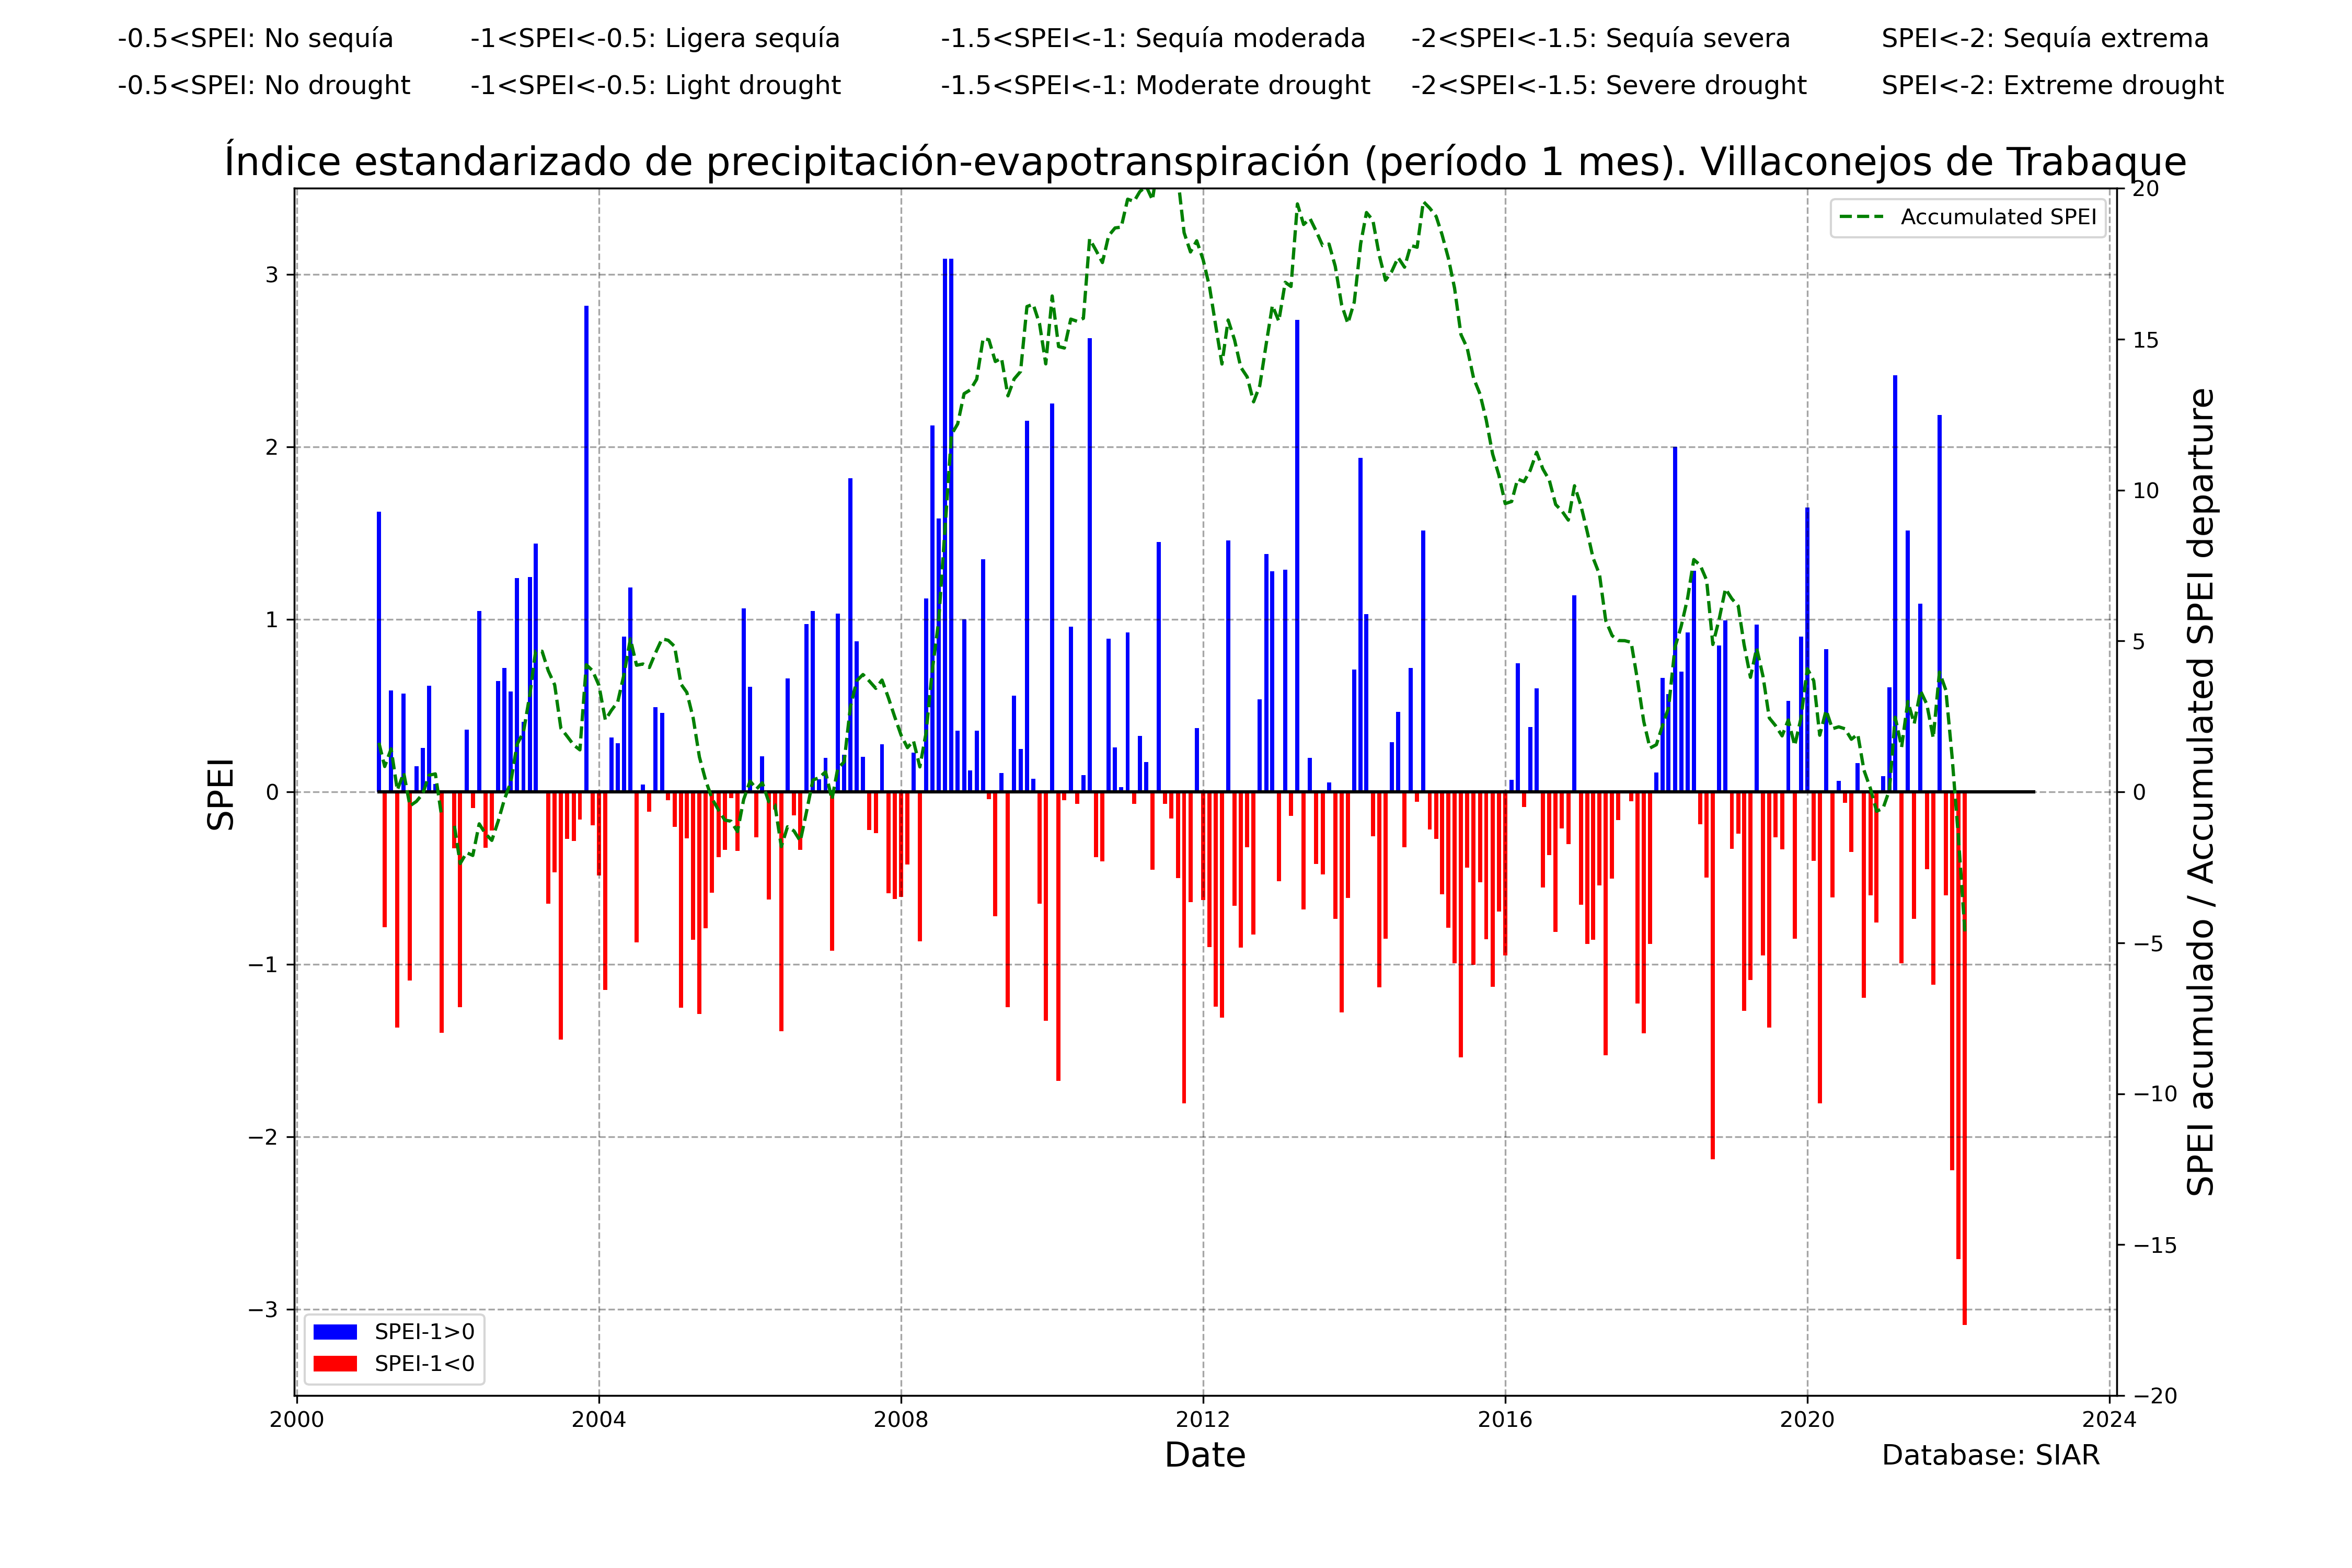 -0.5<SPEI: No sequía -1<SPEI<-0.5: Ligera sequía -1.5<SPEI<-1: Sequía moderada -2<SPEI<-1.5: Sequía severa SPEI<-2: Sequía extrema
-0.5<SPEI: No drought -1<SPEI<-0.5: Light drought -1.5<SPEI<-1: Moderate drought -2<SPEI<-1.5: Severe drought SPEI<-2: Extreme drought
Índice estandarizado de precipitación-evapotranspiración (período 1 mes). Villaconejos de Trabaque
Accumulated SPEI
SPEI
3
2
1
0
−1
−2
−3
20
15
10
5
0
−5
−10
−15
−20
SPEI acumulado / Accumulated SPEI departure
SPEI-1>0
SPEI-1<0
2000 2004 2008 2012 2016 2020 2024
Date
Database: SIAR